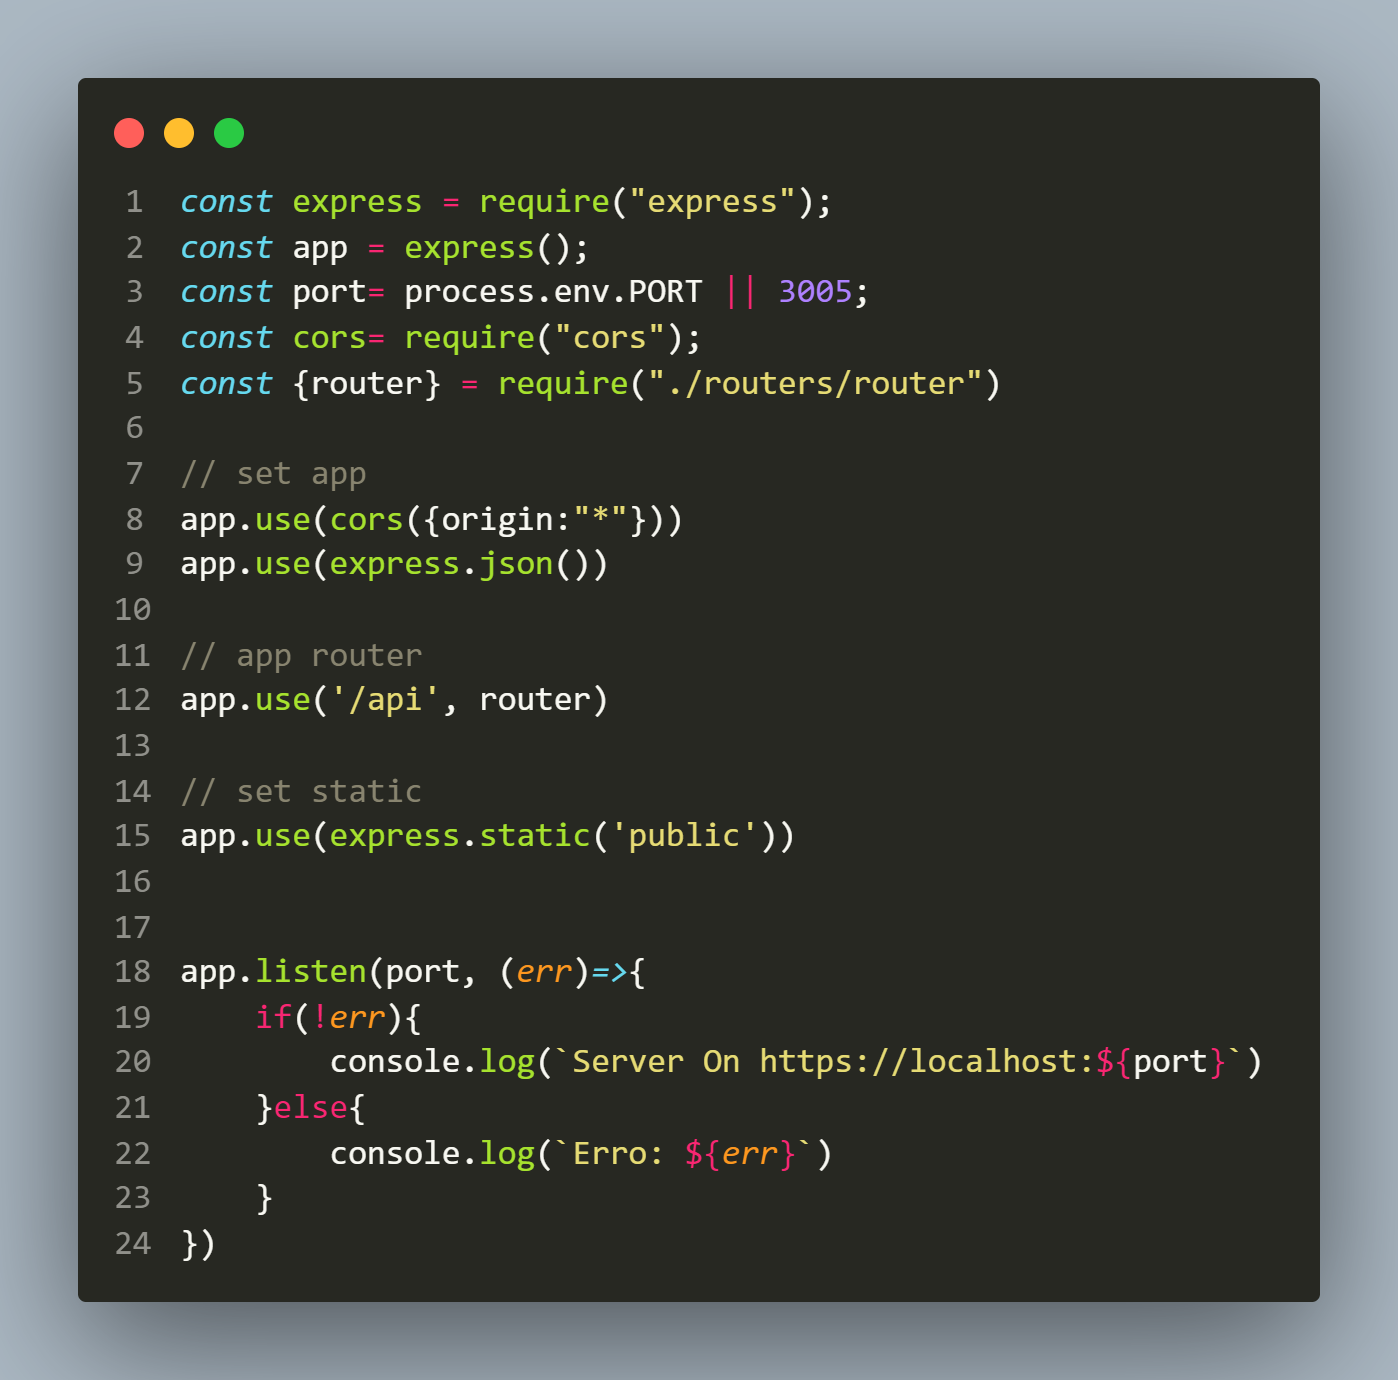 1 const express = require("express");
2 const app = express();
3 const port= process.env.PORT || 3005;
4 const cors= require("cors");
5 const {router} = require("./routers/router")
6
7 // set app
8 app.use(cors({origin:"*"}))
9 app.use(express.json())
10
11 // app router
12 app.use('/api', router)
13
14 // set static
15 app.use(express.static('public'))
16
17
18 app.listen(port, (err)=>{
19     if(!err){
20         console.log(`Server On https://localhost:${port}`)
21     }else{
22         console.log(`Erro: ${err}`)
23     }
24 })